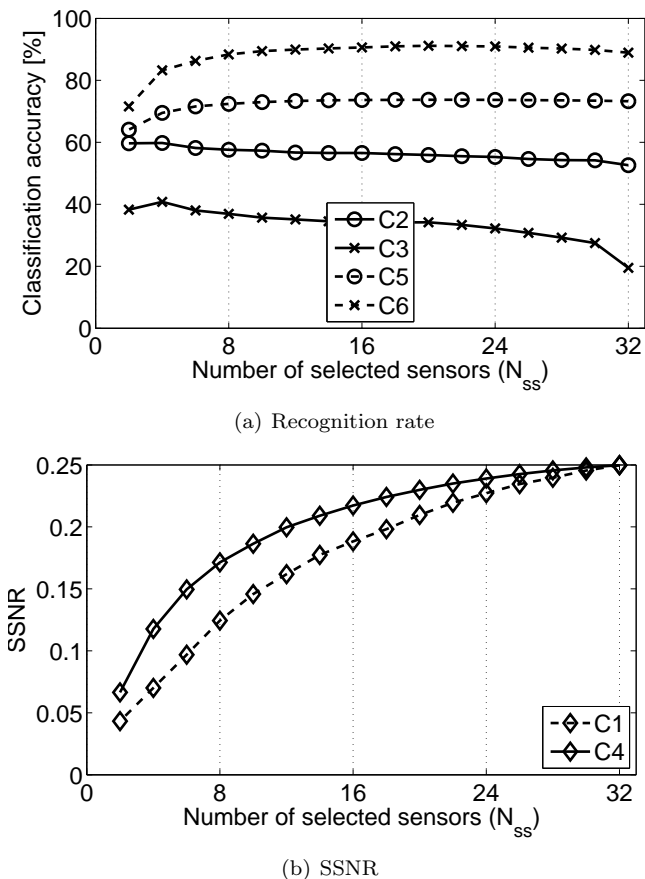 100
80
60
40
20
0
Classification accuracy [%]
C2
C3
C5
C6
0 8 16 24 32
Number of selected sensors (N_ss)
(a) Recognition rate
0.25
0.2
0.15
0.1
0.05
0
SSNR
C1
C4
0 8 16 24 32
Number of selected sensors (N_ss)
(b) SSNR